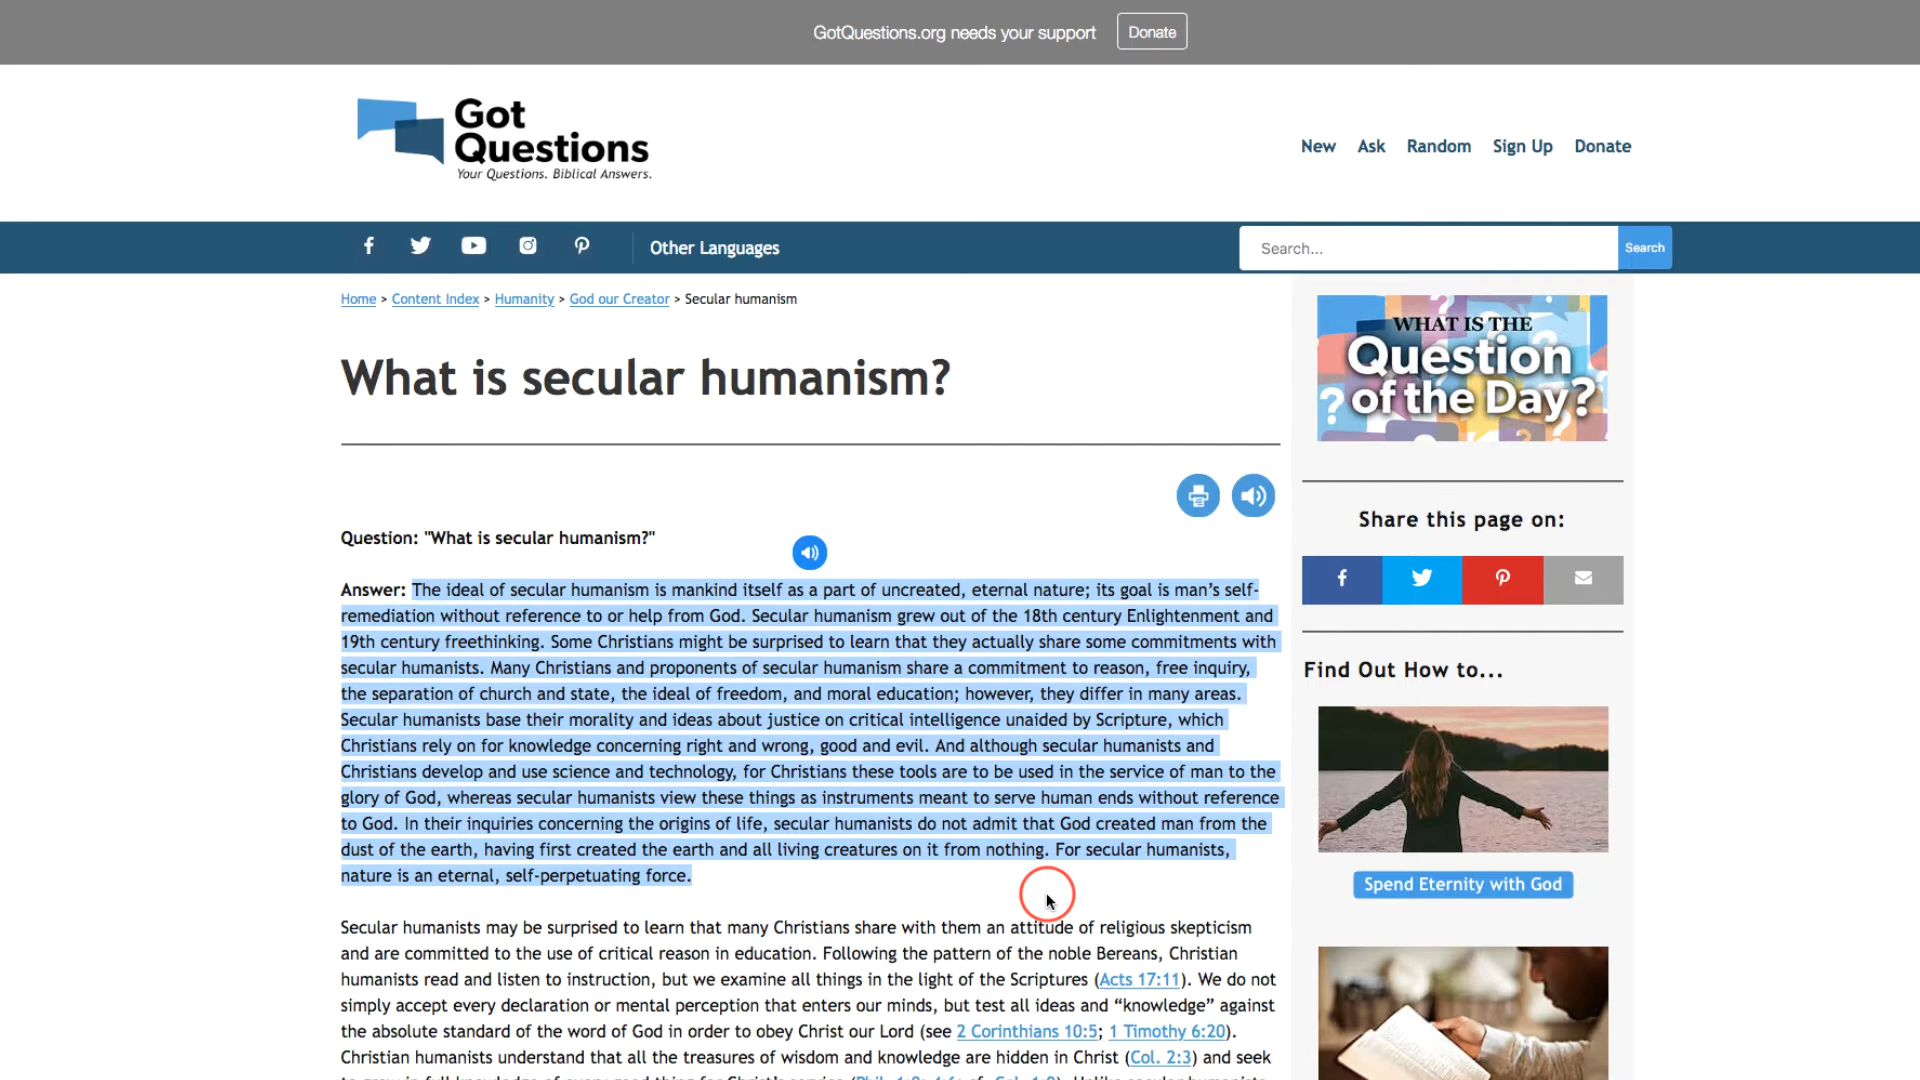 GotQuestions.org needs your support Donate
Got
Questions
Your Questions. Biblical Answers.
New Ask Random Sign Up Donate
Other Languages
Search... Search
Home > Content Index > Humanity > God our Creator > Secular humanism
What is secular humanism?
Question: "What is secular humanism?"
Answer: The ideal of secular humanism is mankind itself as a part of uncreated, eternal nature; its goal is man’s self-
remediation without reference to or help from God. Secular humanism grew out of the 18th century Enlightenment and
19th century freethinking. Some Christians might be surprised to learn that they actually share some commitments with
secular humanists. Many Christians and proponents of secular humanism share a commitment to reason, free inquiry,
the separation of church and state, the ideal of freedom, and moral education; however, they differ in many areas.
Secular humanists base their morality and ideas about justice on critical intelligence unaided by Scripture, which
Christians rely on for knowledge concerning right and wrong, good and evil. And although secular humanists and
Christians develop and use science and technology, for Christians these tools are to be used in the service of man to the
glory of God, whereas secular humanists view these things as instruments meant to serve human ends without reference
to God. In their inquiries concerning the origins of life, secular humanists do not admit that God created man from the
dust of the earth, having first created the earth and all living creatures on it from nothing. For secular humanists,
nature is an eternal, self-perpetuating force.
Secular humanists may be surprised to learn that many Christians share with them an attitude of religious skepticism
and are committed to the use of critical reason in education. Following the pattern of the noble Bereans, Christian
humanists read and listen to instruction, but we examine all things in the light of the Scriptures (Acts 17:11). We do not
simply accept every declaration or mental perception that enters our minds, but test all ideas and “knowledge” against
the absolute standard of the word of God in order to obey Christ our Lord (see 2 Corinthians 10:5; 1 Timothy 6:20).
Christian humanists understand that all the treasures of wisdom and knowledge are hidden in Christ (Col. 2:3) and seek
WHAT IS THE
Question
of the Day?
Share this page on:
Find Out How to...
Spend Eternity with God